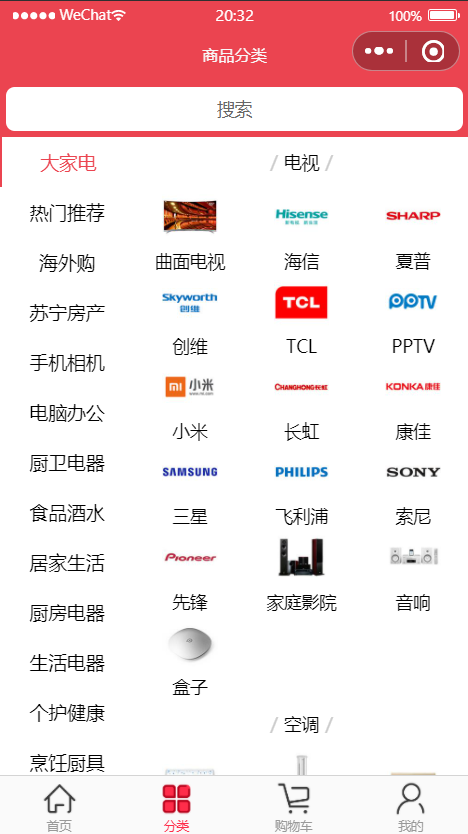 WeChat 20:32 100%
商品分类
搜索
大家电
热门推荐
海外购
苏宁房产
手机相机
电脑办公
厨卫电器
食品酒水
居家生活
厨房电器
生活电器
个护健康
烹饪厨具
/ 电视 /
Hisense SHARP
曲面电视 海信 夏普
Skyworth 创维 TCL PPTV
创维 TCL PPTV
小米 CHANGHONG长虹 KONKA 康佳
小米 长虹 康佳
SAMSUNG PHILIPS SONY
三星 飞利浦 索尼
Pioneer
先锋 家庭影院 音响
盒子
/ 空调 /
首页 分类 购物车 我的